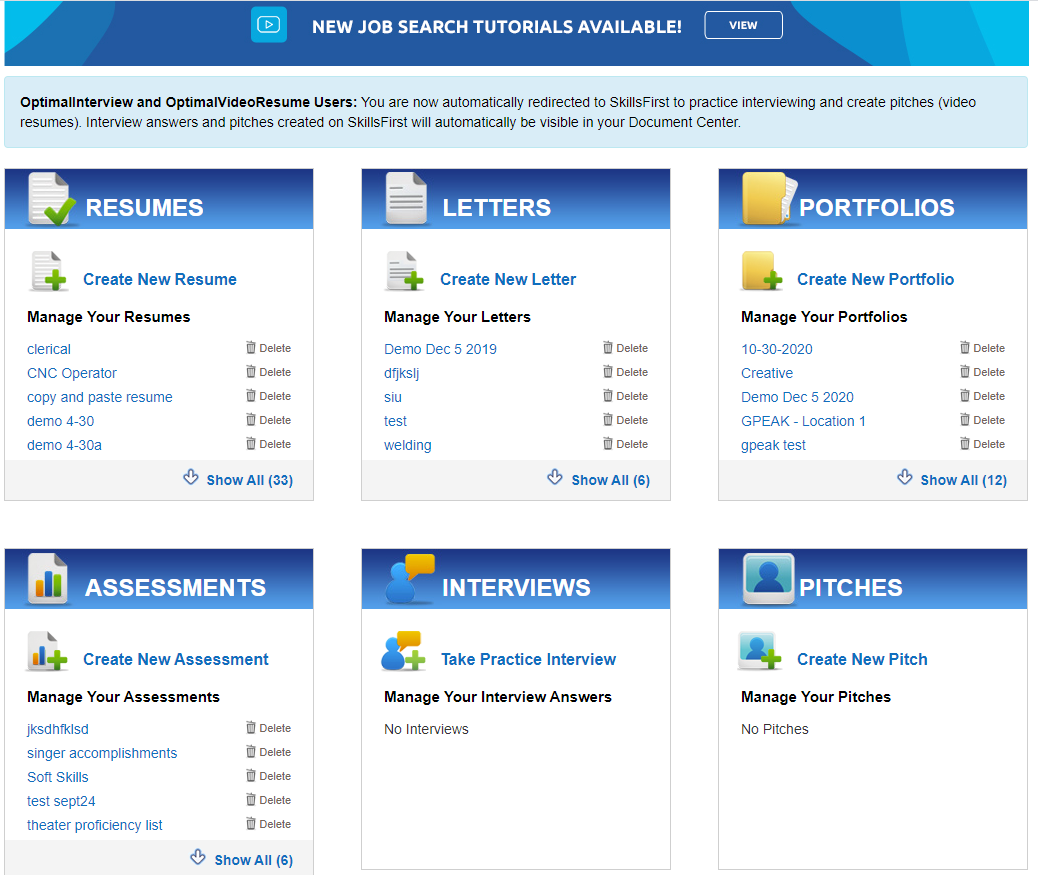 NEW JOB SEARCH TUTORIALS AVAILABLE! VIEW
OptimalInterview and OptimalVideoResume Users: You are now automatically redirected to SkillsFirst to practice interviewing and create pitches (video
resumes). Interview answers and pitches created on SkillsFirst will automatically be visible in your Document Center.
RESUMES
Create New Resume
Manage Your Resumes
clerical Delete
CNC Operator Delete
copy and paste resume Delete
demo 4-30 Delete
demo 4-30a Delete
Show All (33)
LETTERS
Create New Letter
Manage Your Letters
Demo Dec 5 2019 Delete
dfjkslj Delete
siu Delete
test Delete
welding Delete
Show All (6)
PORTFOLIOS
Create New Portfolio
Manage Your Portfolios
10-30-2020 Delete
Creative Delete
Demo Dec 5 2020 Delete
GPEAK - Location 1 Delete
gpeak test Delete
Show All (12)
ASSESSMENTS
Create New Assessment
Manage Your Assessments
jksdhfklsd Delete
singer accomplishments Delete
Soft Skills Delete
test sept24 Delete
theater proficiency list Delete
Show All (6)
INTERVIEWS
Take Practice Interview
Manage Your Interview Answers
No Interviews
PITCHES
Create New Pitch
Manage Your Pitches
No Pitches